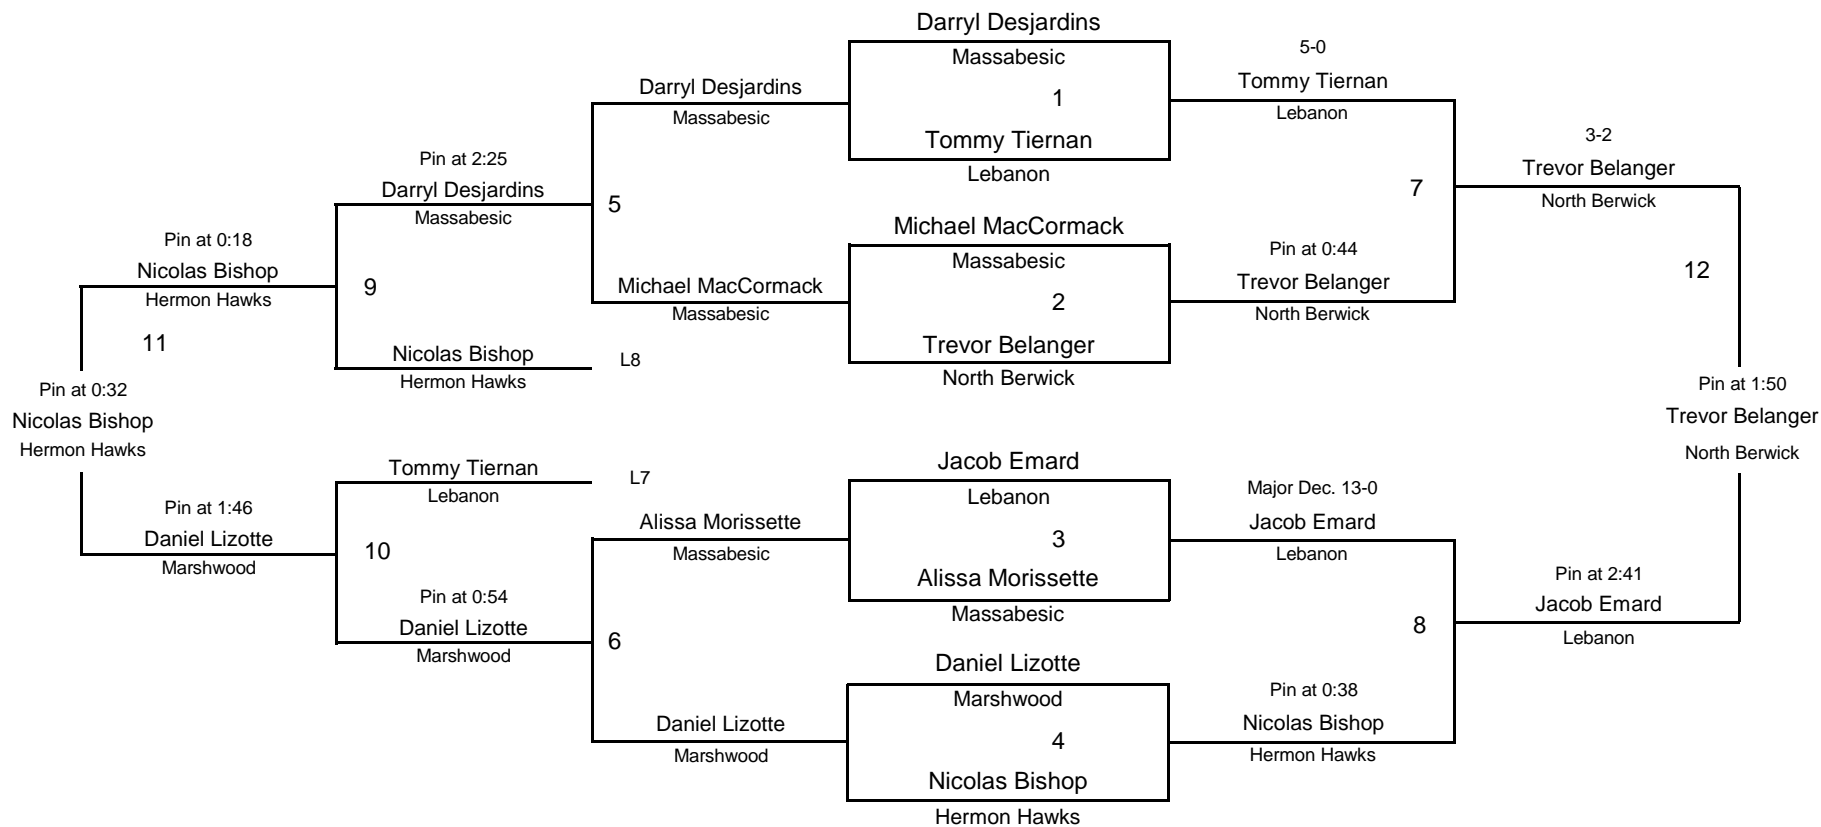 Darryl Desjardins
Massabesic
1
Tommy Tiernan
Lebanon
Michael MacCormack
Massabesic
2
Trevor Belanger
North Berwick
Jacob Emard
Lebanon
3
Alissa Morissette
Massabesic
Daniel Lizotte
Marshwood
4
Nicolas Bishop
Hermon Hawks
Darryl Desjardins
Massabesic
5
Michael MacCormack
Massabesic
Alissa Morissette
Massabesic
6
Daniel Lizotte
Marshwood
Pin at 2:25
Darryl Desjardins
Massabesic
9
Nicolas Bishop
L8
Hermon Hawks
Tommy Tiernan
L7
Lebanon
10
Pin at 0:54
Daniel Lizotte
Marshwood
Pin at 0:18
Nicolas Bishop
Hermon Hawks
11
Pin at 1:46
Daniel Lizotte
Marshwood
Pin at 0:32
Nicolas Bishop
Hermon Hawks
5-0
Tommy Tiernan
Lebanon
7
Pin at 0:44
Trevor Belanger
North Berwick
Major Dec. 13-0
Jacob Emard
Lebanon
8
Pin at 0:38
Nicolas Bishop
Hermon Hawks
3-2
Trevor Belanger
North Berwick
12
Pin at 2:41
Jacob Emard
Lebanon
Pin at 1:50
Trevor Belanger
North Berwick